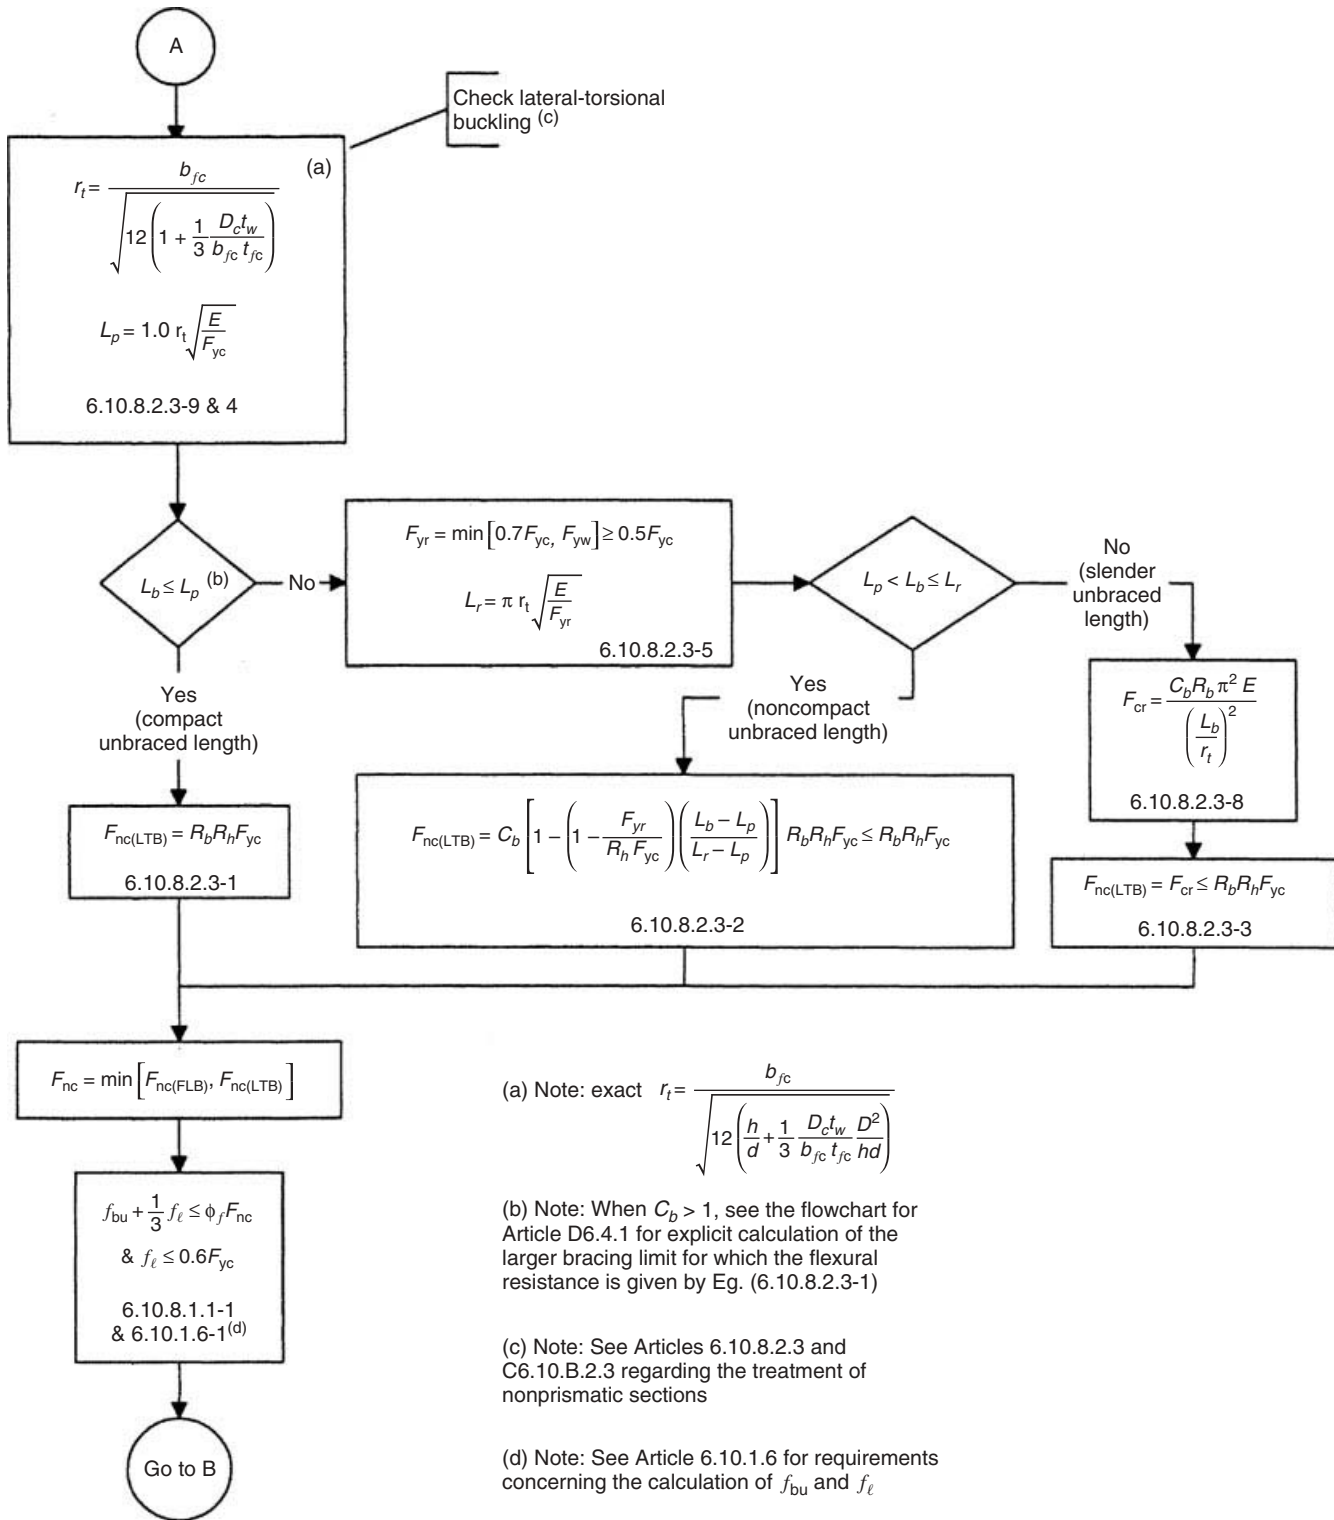 A
Check lateral-torsional
buckling (c)
(a)
r_t = b_fc / √(12(1 + 1/3 D_c t_w / b_fc t_fc))
L_p = 1.0 r_t √(E / F_yc)
6.10.8.2.3-9 & 4
L_b ≤ L_p (b)
No
F_yr = min[0.7F_yc, F_yw] ≥ 0.5F_yc
L_r = π r_t √(E / F_yr)
6.10.8.2.3-5
L_p < L_b ≤ L_r
No
(slender
unbraced
length)
Yes
(compact
unbraced length)
Yes
(noncompact
unbraced length)
F_cr = C_b R_b π² E / (L_b / r_t)²
6.10.8.2.3-8
F_nc(LTB) = R_b R_h F_yc
6.10.8.2.3-1
F_nc(LTB) = C_b [1 − (1 − F_yr / R_h F_yc)(L_b − L_p / L_r − L_p)] R_b R_h F_yc ≤ R_b R_h F_yc
6.10.8.2.3-2
F_nc(LTB) = F_cr ≤ R_b R_h F_yc
6.10.8.2.3-3
F_nc = min[F_nc(FLB), F_nc(LTB)]
f_bu + 1/3 f_ℓ ≤ ϕ_f F_nc
& f_ℓ ≤ 0.6F_yc
6.10.8.1.1-1
& 6.10.1.6-1(d)
Go to B
(a) Note: exact r_t = b_fc / √(12(h/d + 1/3 D_c t_w / b_fc t_fc D²/hd))
(b) Note: When C_b > 1, see the flowchart for
Article D6.4.1 for explicit calculation of the
larger bracing limit for which the flexural
resistance is given by Eg. (6.10.8.2.3-1)
(c) Note: See Articles 6.10.8.2.3 and
C6.10.B.2.3 regarding the treatment of
nonprismatic sections
(d) Note: See Article 6.10.1.6 for requirements
concerning the calculation of f_bu and f_ℓ